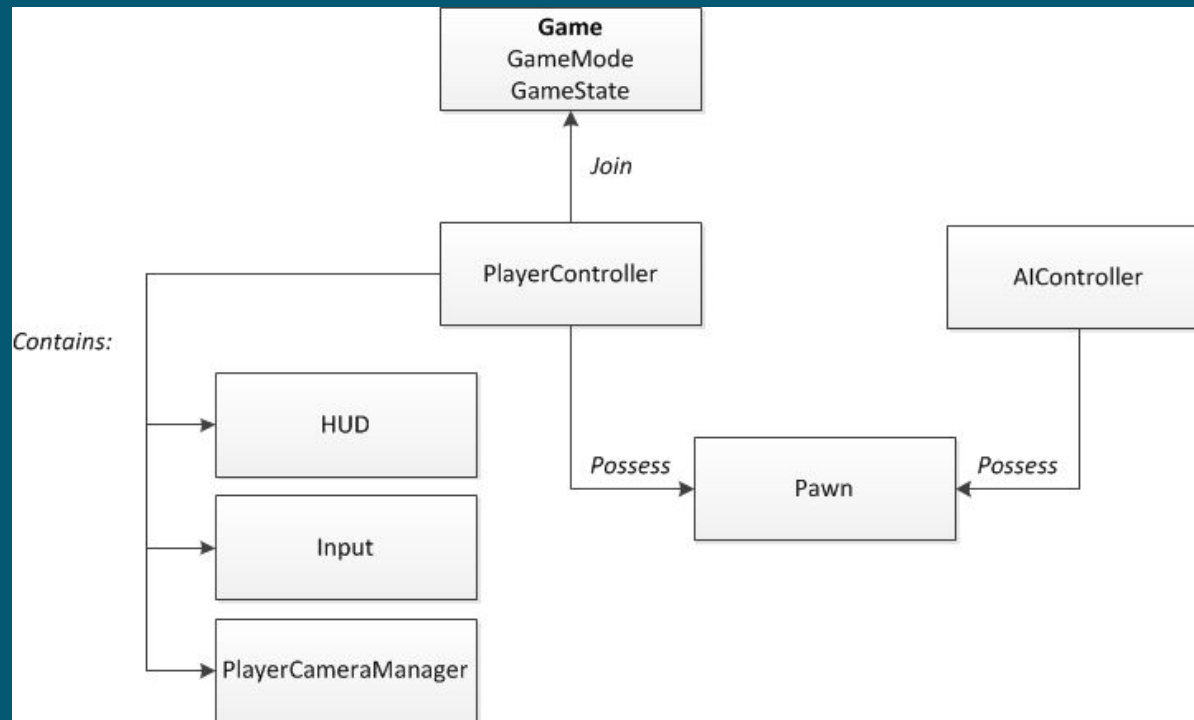 Game
GameMode
GameState
Join
PlayerController
AIController
Contains:
HUD
Possess
Possess
Pawn
Input
PlayerCameraManager